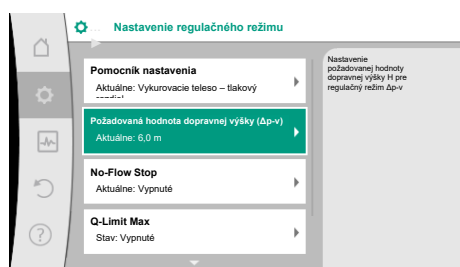 Nastavenie regulačného režimu
Pomocník nastavenia
Aktuálne: Vykurovacie teleso – tlakový
Požadovaná hodnota dopravnej výšky (Δp-v)
Aktuálne: 6,0 m
No-Flow Stop
Aktuálne: Vypnuté
Q-Limit Max
Stav: Vypnuté
Nastavenie
požadovanej hodnoty
dopravnej výšky H pre
regulačný režim Δp-v